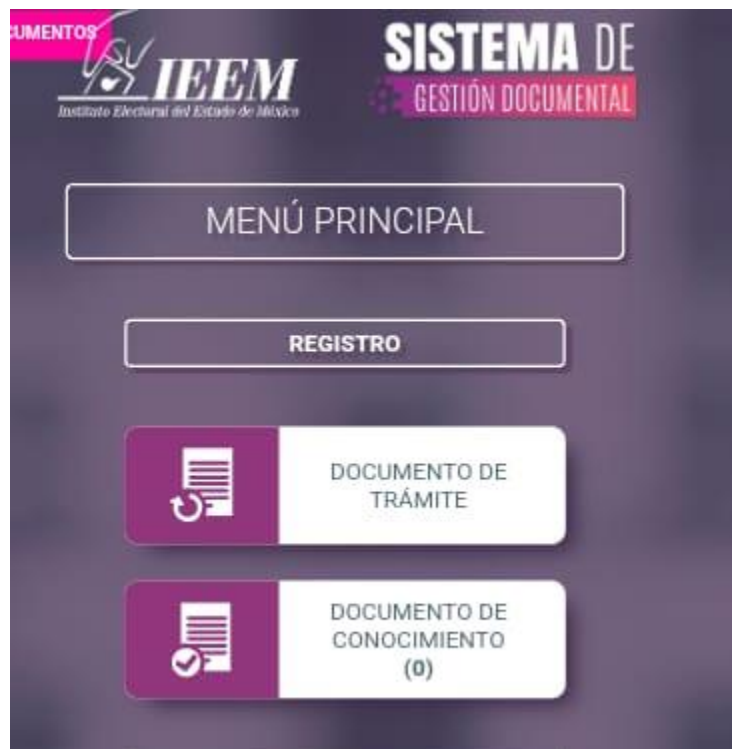 UMENTOS
IEEM
Instituto Electoral del Estado de México
SISTEMA DE
GESTIÓN DOCUMENTAL
MENÚ PRINCIPAL
REGISTRO
DOCUMENTO DE
TRÁMITE
DOCUMENTO DE
CONOCIMIENTO
(0)